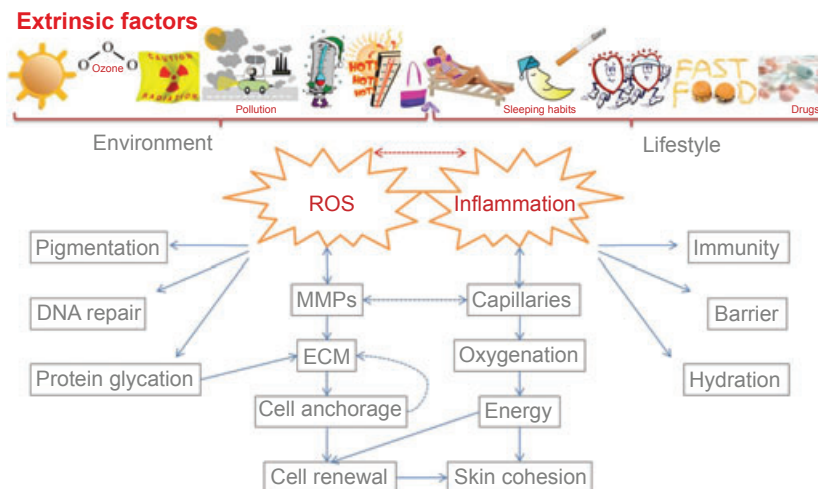 Extrinsic factors
O
O
O
Ozone
CAUTION
RADIATION
Pollution
HOT!
HOT!
HOT!
Sleeping habits
FAST
FOOD
Drugs
Environment
Lifestyle
ROS
Inflammation
Pigmentation
Immunity
DNA repair
MMPs
Capillaries
Barrier
Protein glycation
ECM
Oxygenation
Hydration
Cell anchorage
Energy
Cell renewal
Skin cohesion